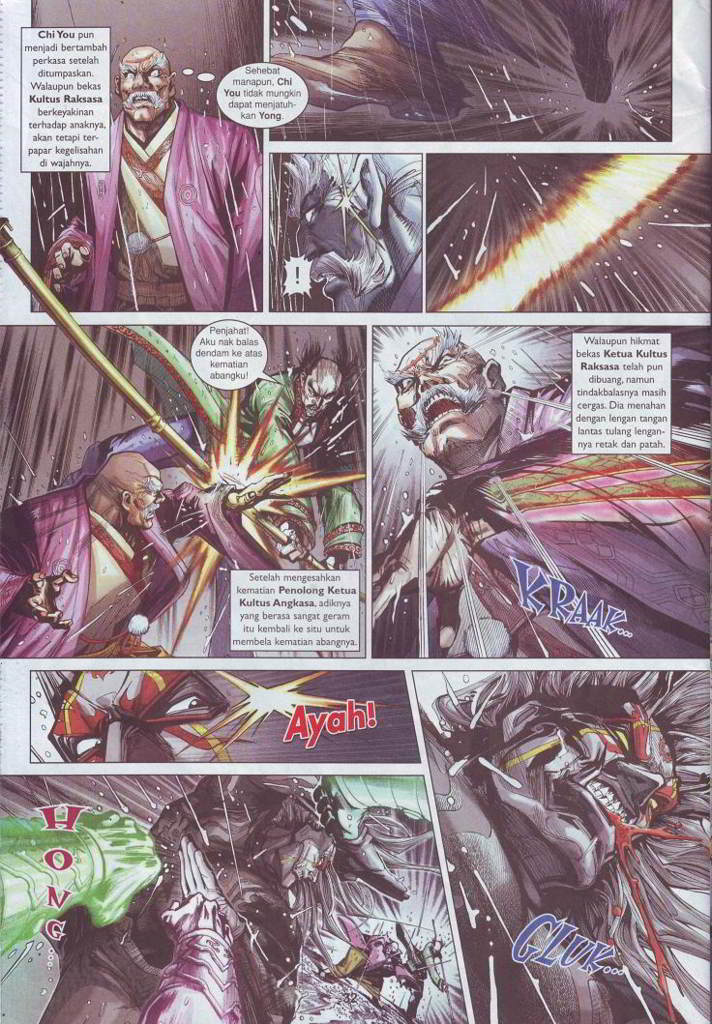 Chi You pun
menjadi bertambah
perkasa setelah
ditumpaskan.
Walaupun bekas
Kultus Raksasa
berkeyakinan
terhadap anaknya,
akan tetapi ter-
papar kegelisahan
di wajahnya.
Sehebat
manapun, Chi
You tidak mungkin
dapat menjatuh-
kan Yong.
!
Penjahat!
Aku nak balas
dendam ke atas
kematian
abangku!
Walaupun hikmat
bekas Ketua Kultus
Raksasa telah pun
dibuang, namun
tindakbalasnya masih
cergas. Dia menahan
dengan lengan tangan
lantas tulang lengan-
nya retak dan patah.
Setelah mengesahkan
kematian Penolong Ketua
Kultus Angkasa, adiknya
yang berasa sangat geram
itu kembali ke situ untuk
membela kematian abangnya.
KRAAK...
Ayah!
HONG
GLUK...
32